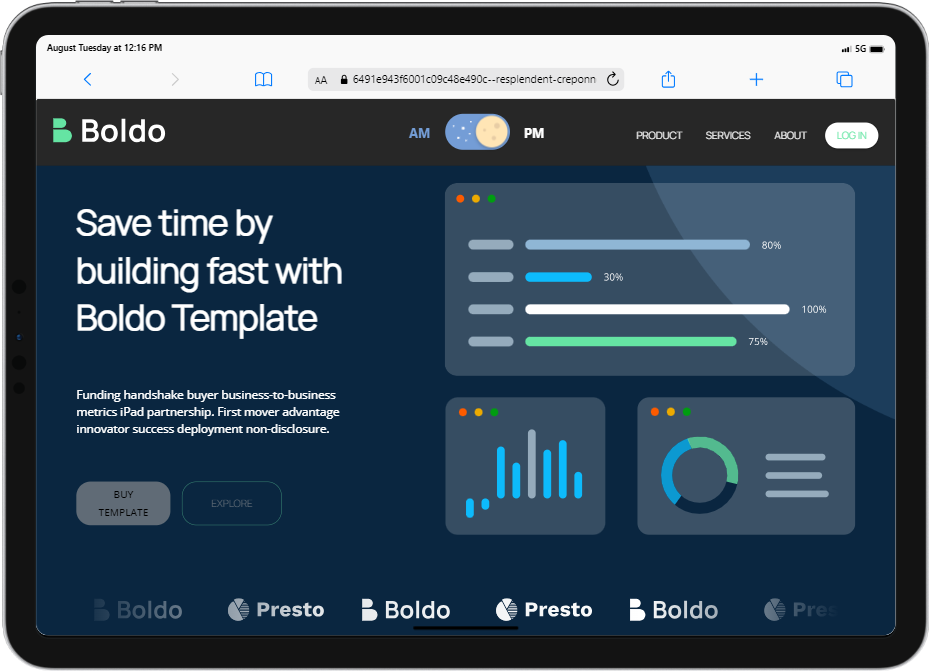 August Tuesday at 12:16 PM
5G
AA
6491e943f6001c09c48e490c--resplendent-creponn
Boldo
AM
PM
PRODUCT
SERVICES
ABOUT
LOG IN
Save time by
building fast with
Boldo Template
80%
30%
100%
75%
Funding handshake buyer business-to-business
metrics iPad partnership. First mover advantage
innovator success deployment non-disclosure.
BUY
TEMPLATE
EXPLORE
Boldo
Presto
Boldo
Presto
Boldo
Pres